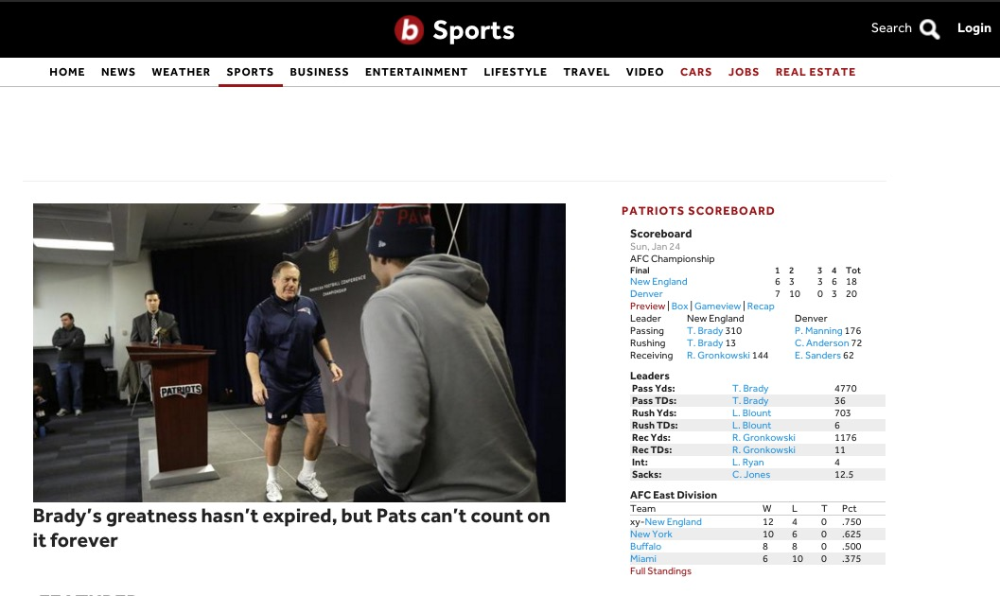 b Sports
Search
Login
HOME NEWS WEATHER SPORTS BUSINESS ENTERTAINMENT LIFESTYLE TRAVEL VIDEO CARS JOBS REAL ESTATE
S PA
AMERICAN FOOTBALL CONFERENCE
CHAMPIONSHIP
PATRIOTS
Brady's greatness hasn't expired, but Pats can't count on
it forever
PATRIOTS SCOREBOARD
Scoreboard
Sun, Jan 24
AFC Championship
Final 1 2 3 4 Tot
New England 6 3 3 6 18
Denver 7 10 0 3 20
Preview | Box | Gameview | Recap
Leader New England Denver
Passing T. Brady 310 P. Manning 176
Rushing T. Brady 13 C. Anderson 72
Receiving R. Gronkowski 144 E. Sanders 62
Leaders
Pass Yds: T. Brady 4770
Pass TDs: T. Brady 36
Rush Yds: L. Blount 703
Rush TDs: L. Blount 6
Rec Yds: R. Gronkowski 1176
Rec TDs: R. Gronkowski 11
Int: L. Ryan 4
Sacks: C. Jones 12.5
AFC East Division
Team W L T Pct
xy-New England 12 4 0 .750
New York 10 6 0 .625
Buffalo 8 8 0 .500
Miami 6 10 0 .375
Full Standings